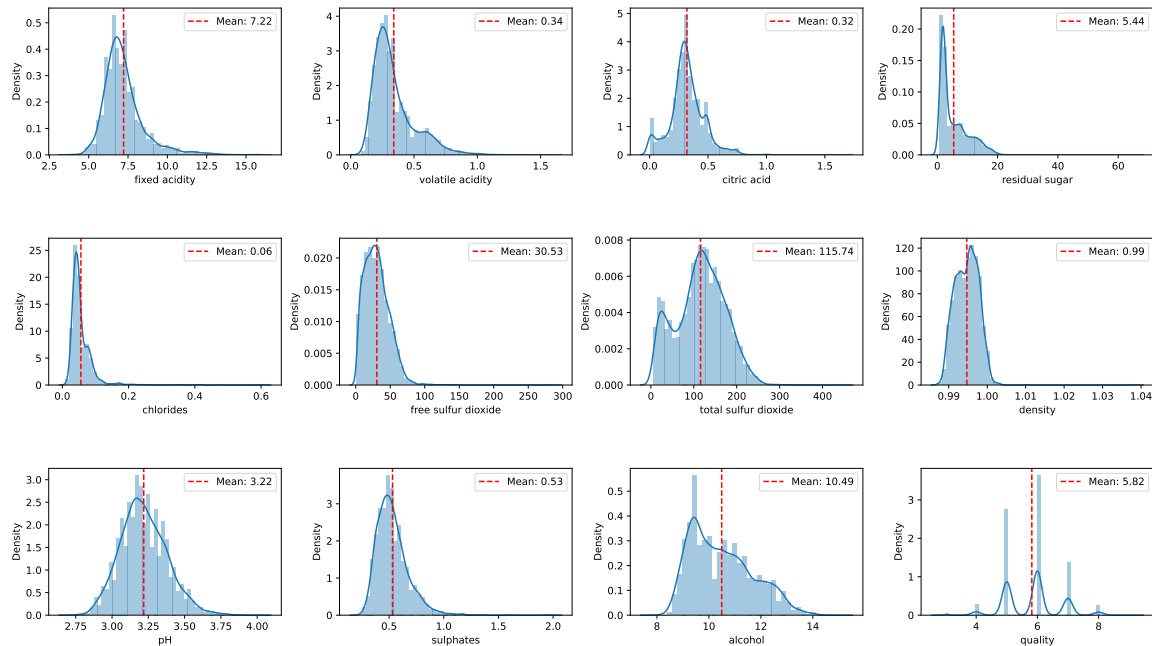 Density
0.5
0.4
0.3
0.2
0.1
0.0
2.5 5.0 7.5 10.0 12.5 15.0
fixed acidity
Mean: 7.22
Density
4
3
2
1
0
0.0 0.5 1.0 1.5
volatile acidity
Mean: 0.34
Density
5
4
3
2
1
0
0.0 0.5 1.0 1.5
citric acid
Mean: 0.32
Density
0.20
0.15
0.10
0.05
0.00
0 20 40 60
residual sugar
Mean: 5.44
Density
25
20
15
10
5
0
0.0 0.2 0.4 0.6
chlorides
Mean: 0.06
Density
0.020
0.015
0.010
0.005
0.000
0 50 100 150 200 250 300
free sulfur dioxide
Mean: 30.53
Density
0.008
0.006
0.004
0.002
0.000
0 100 200 300 400
total sulfur dioxide
Mean: 115.74
Density
120
100
80
60
40
20
0
0.99 1.00 1.01 1.02 1.03 1.04
density
Mean: 0.99
Density
3.0
2.5
2.0
1.5
1.0
0.5
0.0
2.75 3.00 3.25 3.50 3.75 4.00
pH
Mean: 3.22
Density
3
2
1
0
0.5 1.0 1.5 2.0
sulphates
Mean: 0.53
Density
0.5
0.4
0.3
0.2
0.1
0.0
8 10 12 14
alcohol
Mean: 10.49
Density
3
2
1
0
4 6 8
quality
Mean: 5.82